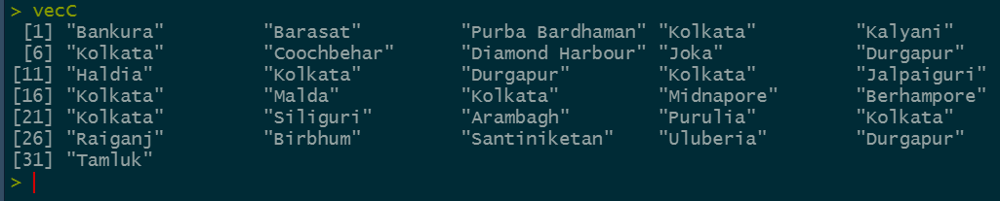 > vecC
[1] "Bankura" "Barasat" "Purba Bardhaman" "Kolkata" "Kalyani"
[6] "Kolkata" "Coochbehar" "Diamond Harbour" "Joka" "Durgapur"
[11] "Haldia" "Kolkata" "Durgapur" "Kolkata" "Jalpaiguri"
[16] "Kolkata" "Malda" "Kolkata" "Midnapore" "Berhampore"
[21] "Kolkata" "Siliguri" "Arambagh" "Purulia" "Kolkata"
[26] "Raiganj" "Birbhum" "Santiniketan" "Uluberia" "Durgapur"
[31] "Tamluk"
>